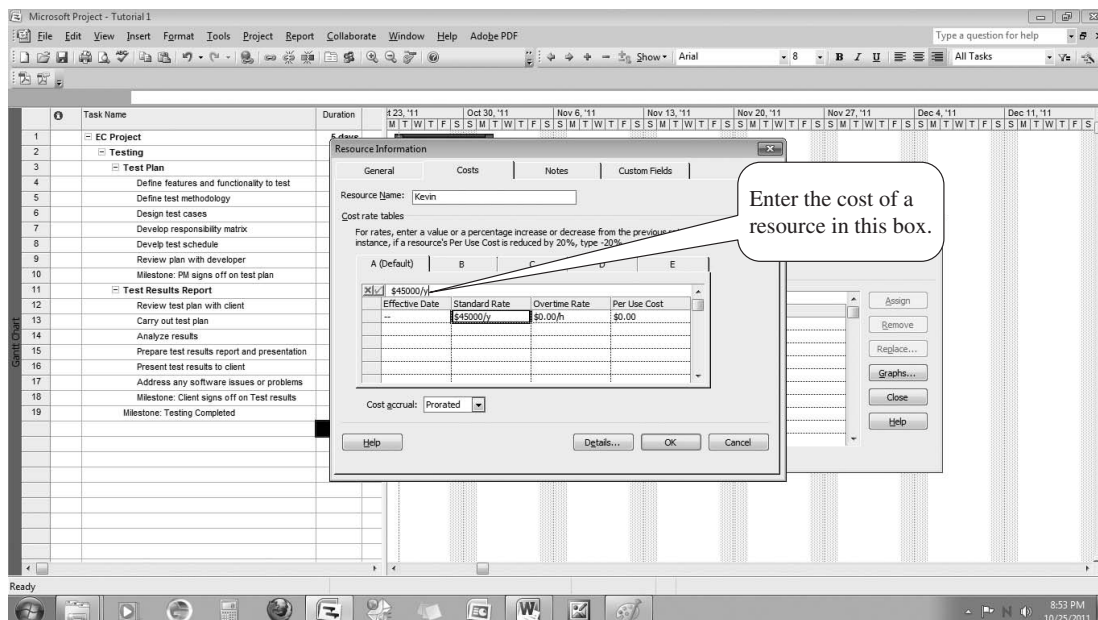 Microsoft Project - Tutorial 1
File Edit View Insert Format Tools Project Report Collaborate Window Help Adobe PDF
Type a question for help
Show Arial 8 B I U All Tasks
Task Name Duration
t 23, '11 Oct 30, '11 Nov 6, '11 Nov 13, '11 Nov 20, '11 Nov 27, '11 Dec 4, '11 Dec 11, '11
M T W T F S S M T W T F S S M T W T F S S M T W T F S S M T W T F S S M T W T F S S M T W T F S S M T W T F S
1 EC Project 5 days
2 Testing
3 Test Plan
4 Define features and functionality to test
5 Define test methodology
6 Design test cases
7 Develop responsibility matrix
8 Develp test schedule
9 Review plan with developer
10 Milestone: PM signs off on test plan
11 Test Results Report
12 Review test plan with client
13 Carry out test plan
14 Analyze results
15 Prepare test results report and presentation
16 Present test results to client
17 Address any software issues or problems
18 Milestone: Client signs off on Test results
19 Milestone: Testing Completed
Gantt Chart
Resource Information
General Costs Notes Custom Fields
Resource Name: Kevin
Cost rate tables
For rates, enter a value or a percentage increase or decrease from the previous
instance, if a resource's Per Use Cost is reduced by 20%, type -20%.
A (Default) B C D E
$45000/y
Effective Date Standard Rate Overtime Rate Per Use Cost
-- $45000/y $0.00/h $0.00
Cost accrual: Prorated
Help Details... OK Cancel
Enter the cost of a
resource in this box.
Assign
Remove
Replace...
Graphs...
Close
Help
Ready
8:53 PM
10/25/2011